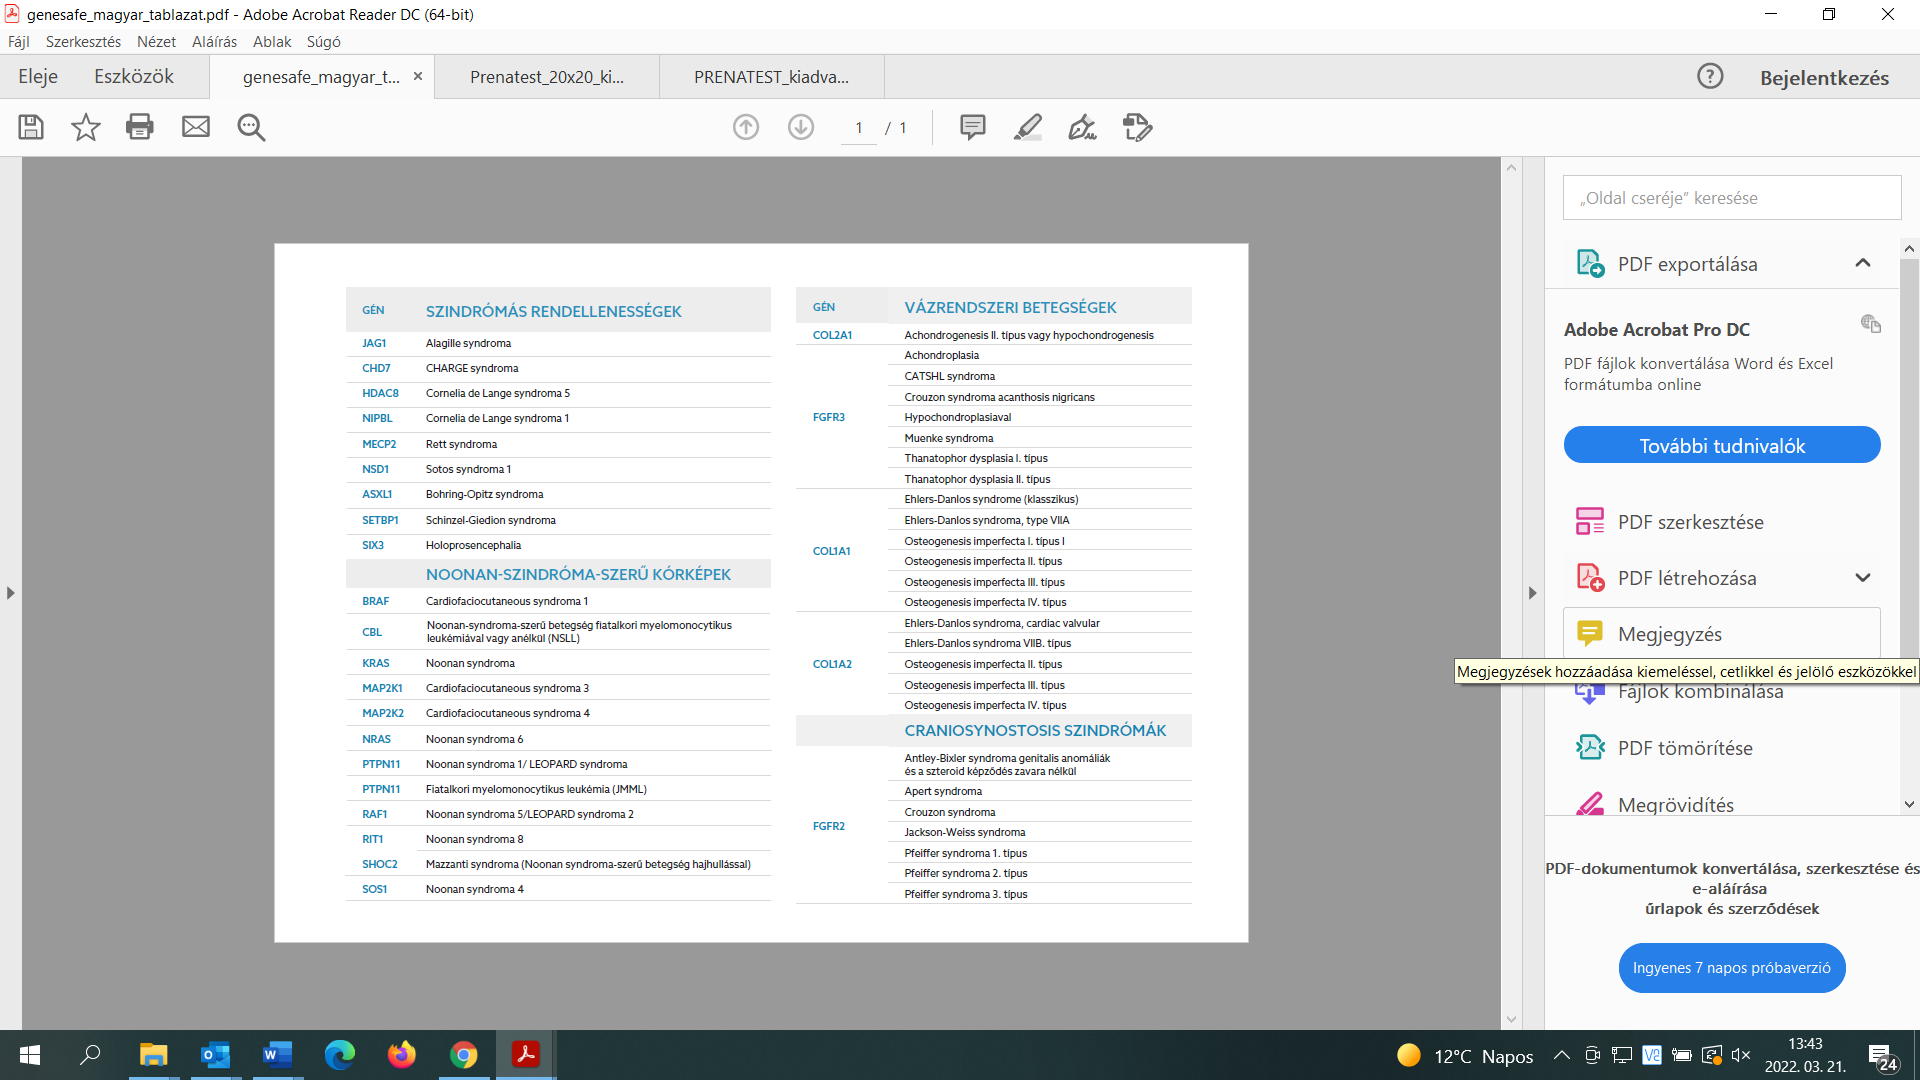 genesafe_magyar_tablazat.pdf - Adobe Acrobat Reader DC (64-bit)
Fájl Szerkesztés Nézet Aláírás Ablak Súgó
Eleje Eszközök genesafe_magyar_t... × Prenatest_20x20_ki... PRENATEST_kiadva... ? Bejelentkezés
1 / 1
GÉN SZINDRÓMÁS RENDELLENESSÉGEK
JAG1 Alagille syndroma
CHD7 CHARGE syndroma
HDAC8 Cornelia de Lange syndroma 5
NIPBL Cornelia de Lange syndroma 1
MECP2 Rett syndroma
NSD1 Sotos syndroma 1
ASXL1 Bohring-Opitz syndroma
SETBP1 Schinzel-Giedion syndroma
SIX3 Holoprosencephalia
NOONAN-SZINDRÓMA-SZERŰ KÓRKÉPEK
BRAF Cardiofaciocutaneous syndroma 1
CBL Noonan-syndroma-szerű betegség fiatalkori myelomonocytikus
leukémiával vagy anélkül (NSLL)
KRAS Noonan syndroma
MAP2K1 Cardiofaciocutaneous syndroma 3
MAP2K2 Cardiofaciocutaneous syndroma 4
NRAS Noonan syndroma 6
PTPN11 Noonan syndroma 1/ LEOPARD syndroma
PTPN11 Fiatalkori myelomonocytikus leukémia (JMML)
RAF1 Noonan syndroma 5/LEOPARD syndroma 2
RIT1 Noonan syndroma 8
SHOC2 Mazzanti syndroma (Noonan syndroma-szerű betegség hajhullással)
SOS1 Noonan syndroma 4
GÉN VÁZRENDSZERI BETEGSÉGEK
COL2A1 Achondrogenesis II. típus vagy hypochondrogenesis
Achondroplasia
CATSHL syndroma
Crouzon syndroma acanthosis nigricans
FGFR3 Hypochondroplasiaval
Muenke syndroma
Thanatophor dysplasia I. típus
Thanatophor dysplasia II. típus
Ehlers-Danlos syndrome (klasszikus)
Ehlers-Danlos syndroma, type VIIA
Osteogenesis imperfecta I. típus I
COL1A1
Osteogenesis imperfecta II. típus
Osteogenesis imperfecta III. típus
Osteogenesis imperfecta IV. típus
Ehlers-Danlos syndroma, cardiac valvular
Ehlers-Danlos syndroma VIIB. típus
COL1A2 Osteogenesis imperfecta II. típus
Osteogenesis imperfecta III. típus
Osteogenesis imperfecta IV. típus
CRANIOSYNOSTOSIS SZINDRÓMÁK
Antley-Bixler syndroma genitalis anomáliák
és a szteroid képződés zavara nélkül
Apert syndroma
Crouzon syndroma
FGFR2
Jackson-Weiss syndroma
Pfeiffer syndroma 1. típus
Pfeiffer syndroma 2. típus
Pfeiffer syndroma 3. típus
„Oldal cseréje” keresése
PDF exportálása
Adobe Acrobat Pro DC
PDF fájlok konvertálása Word és Excel
formátumba online
További tudnivalók
PDF szerkesztése
PDF létrehozása
Megjegyzés
Megjegyzések hozzáadása kiemeléssel, cetlikkel és jelölő eszközökkel
Fájlok kombinálása
PDF tömörítése
Megrövidítés
PDF-dokumentumok konvertálása, szerkesztése és
e-aláírása
űrlapok és szerződések
Ingyenes 7 napos próbaverzió
12°C Napos
13:43
2022. 03. 21.
24